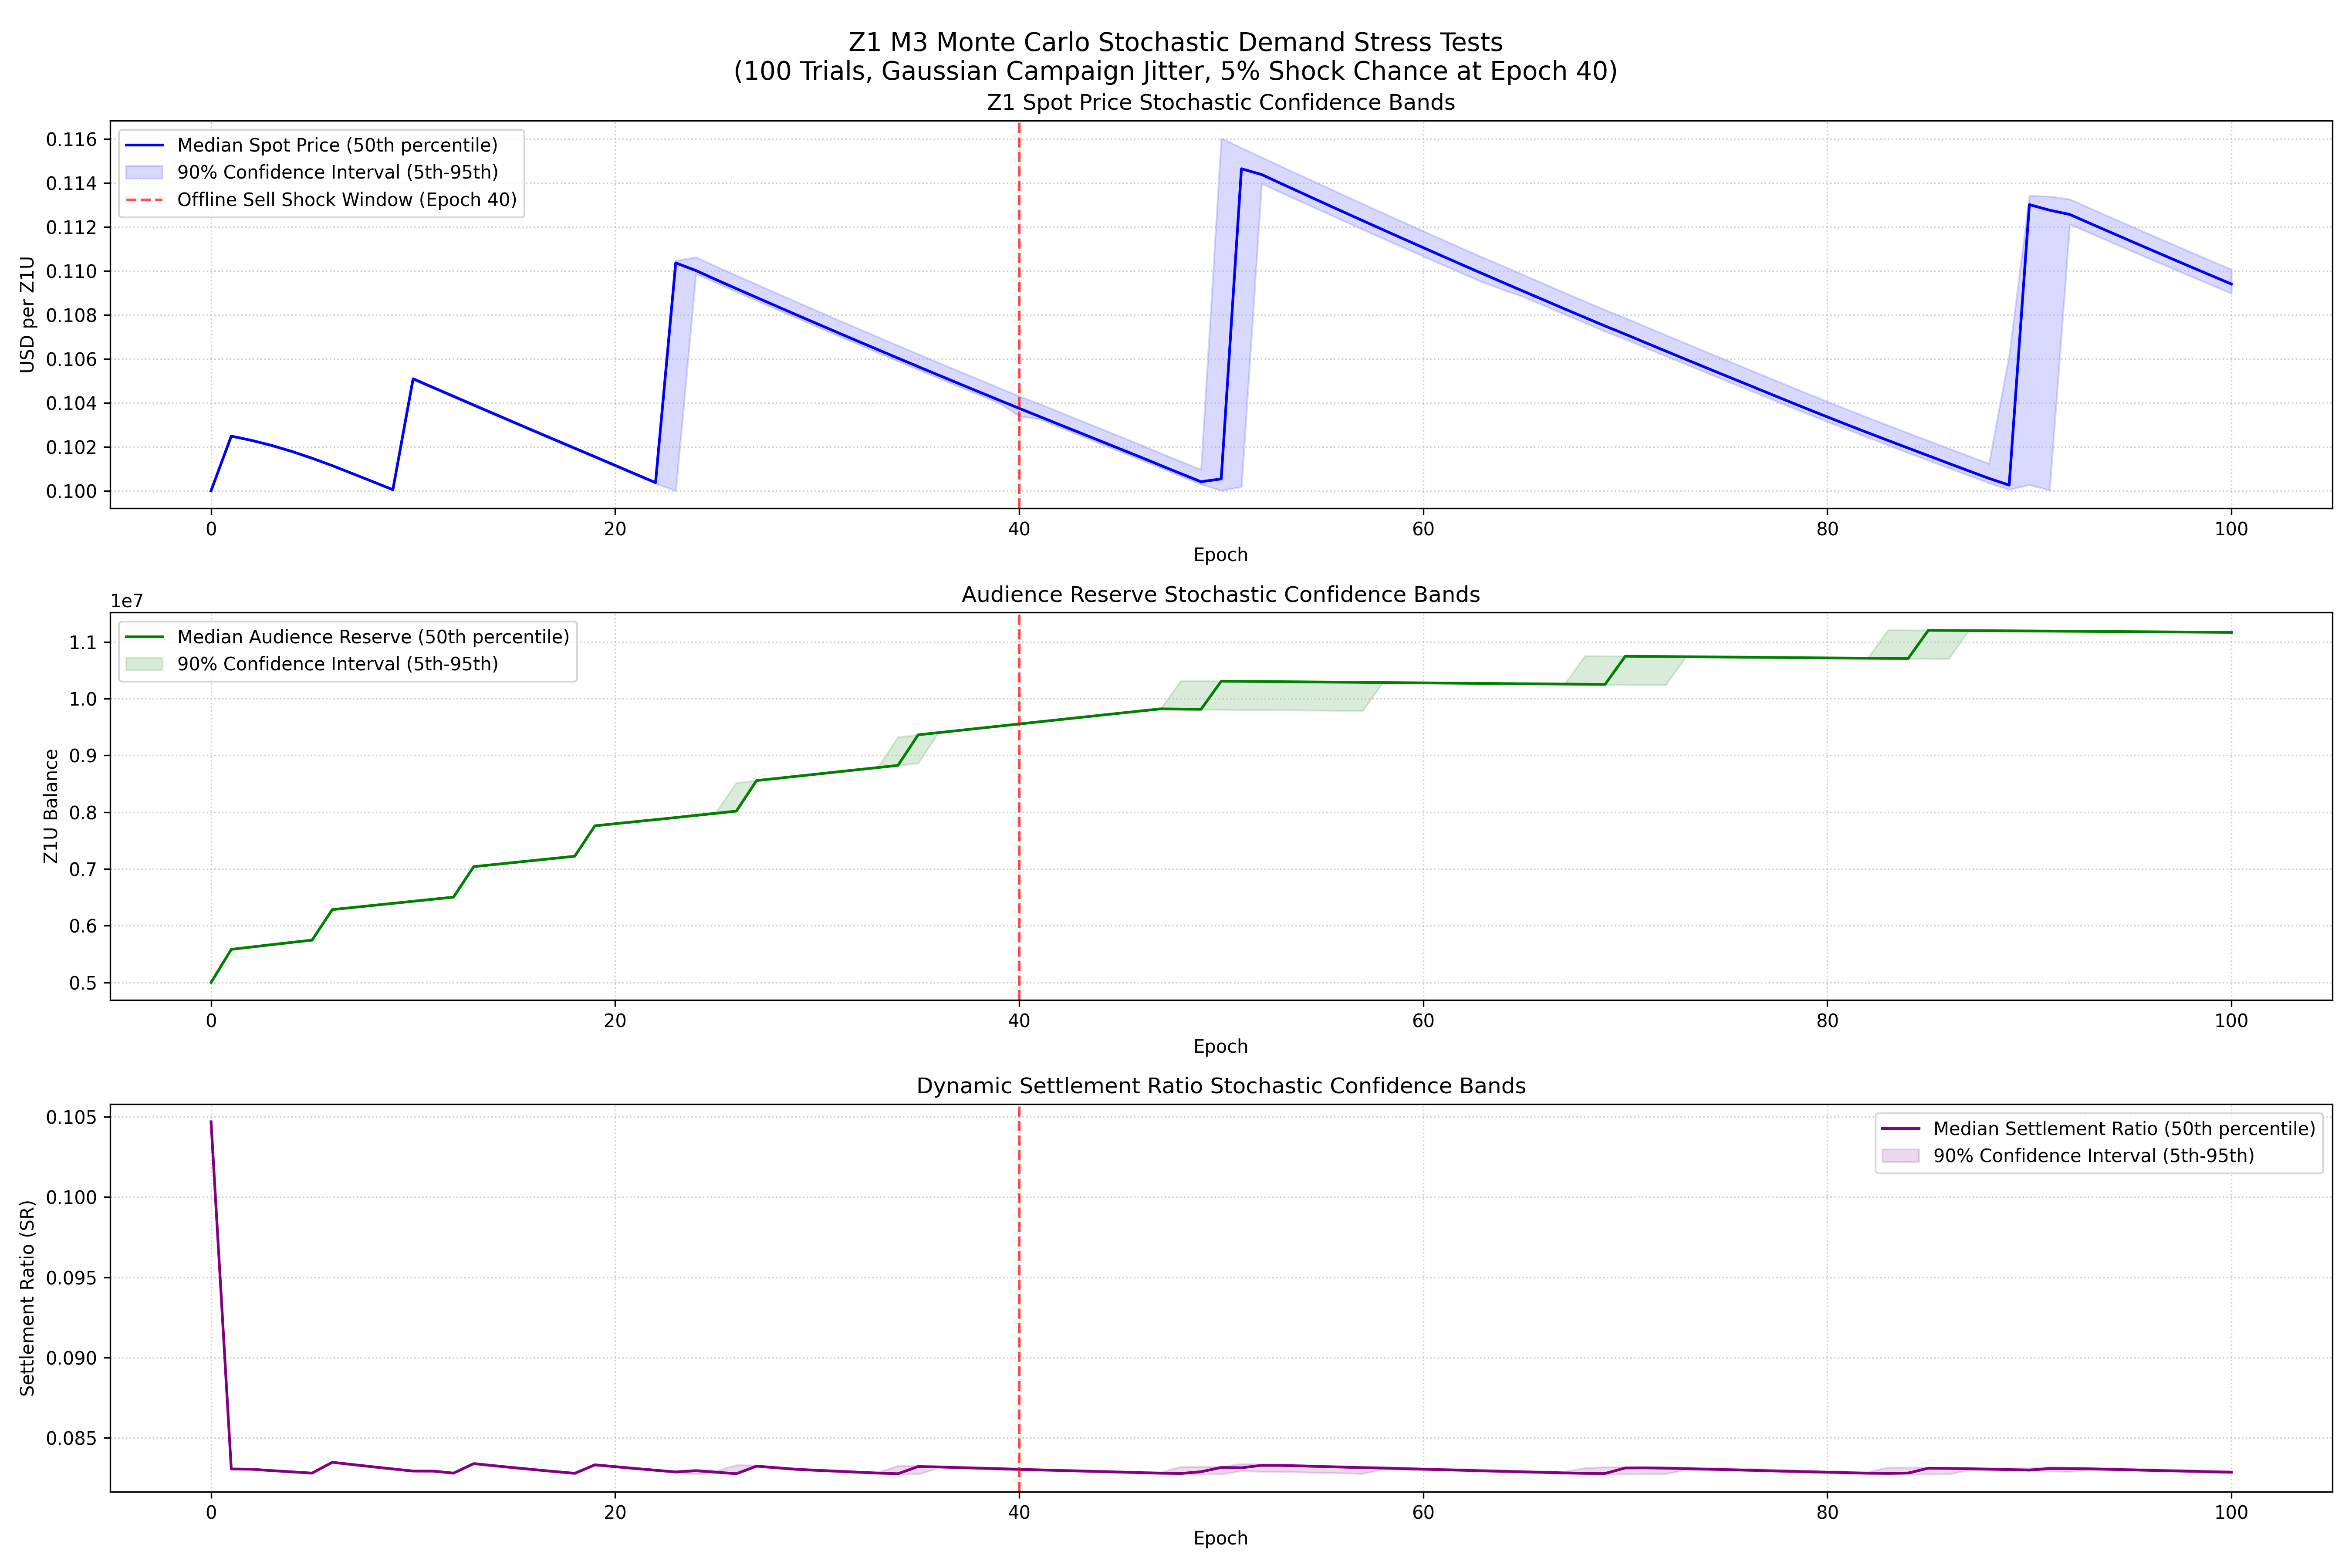 Z1 M3 Monte Carlo Stochastic Demand Stress Tests
(100 Trials, Gaussian Campaign Jitter, 5% Shock Chance at Epoch 40)
Z1 Spot Price Stochastic Confidence Bands
Median Spot Price (50th percentile)
90% Confidence Interval (5th-95th)
Offline Sell Shock Window (Epoch 40)
USD per Z1U
0.116
0.114
0.112
0.110
0.108
0.106
0.104
0.102
0.100
0 20 40 60 80 100
Epoch
Audience Reserve Stochastic Confidence Bands
1e7
Median Audience Reserve (50th percentile)
90% Confidence Interval (5th-95th)
Z1U Balance
1.1
1.0
0.9
0.8
0.7
0.6
0.5
0 20 40 60 80 100
Epoch
Dynamic Settlement Ratio Stochastic Confidence Bands
Median Settlement Ratio (50th percentile)
90% Confidence Interval (5th-95th)
Settlement Ratio (SR)
0.105
0.100
0.095
0.090
0.085
0 20 40 60 80 100
Epoch